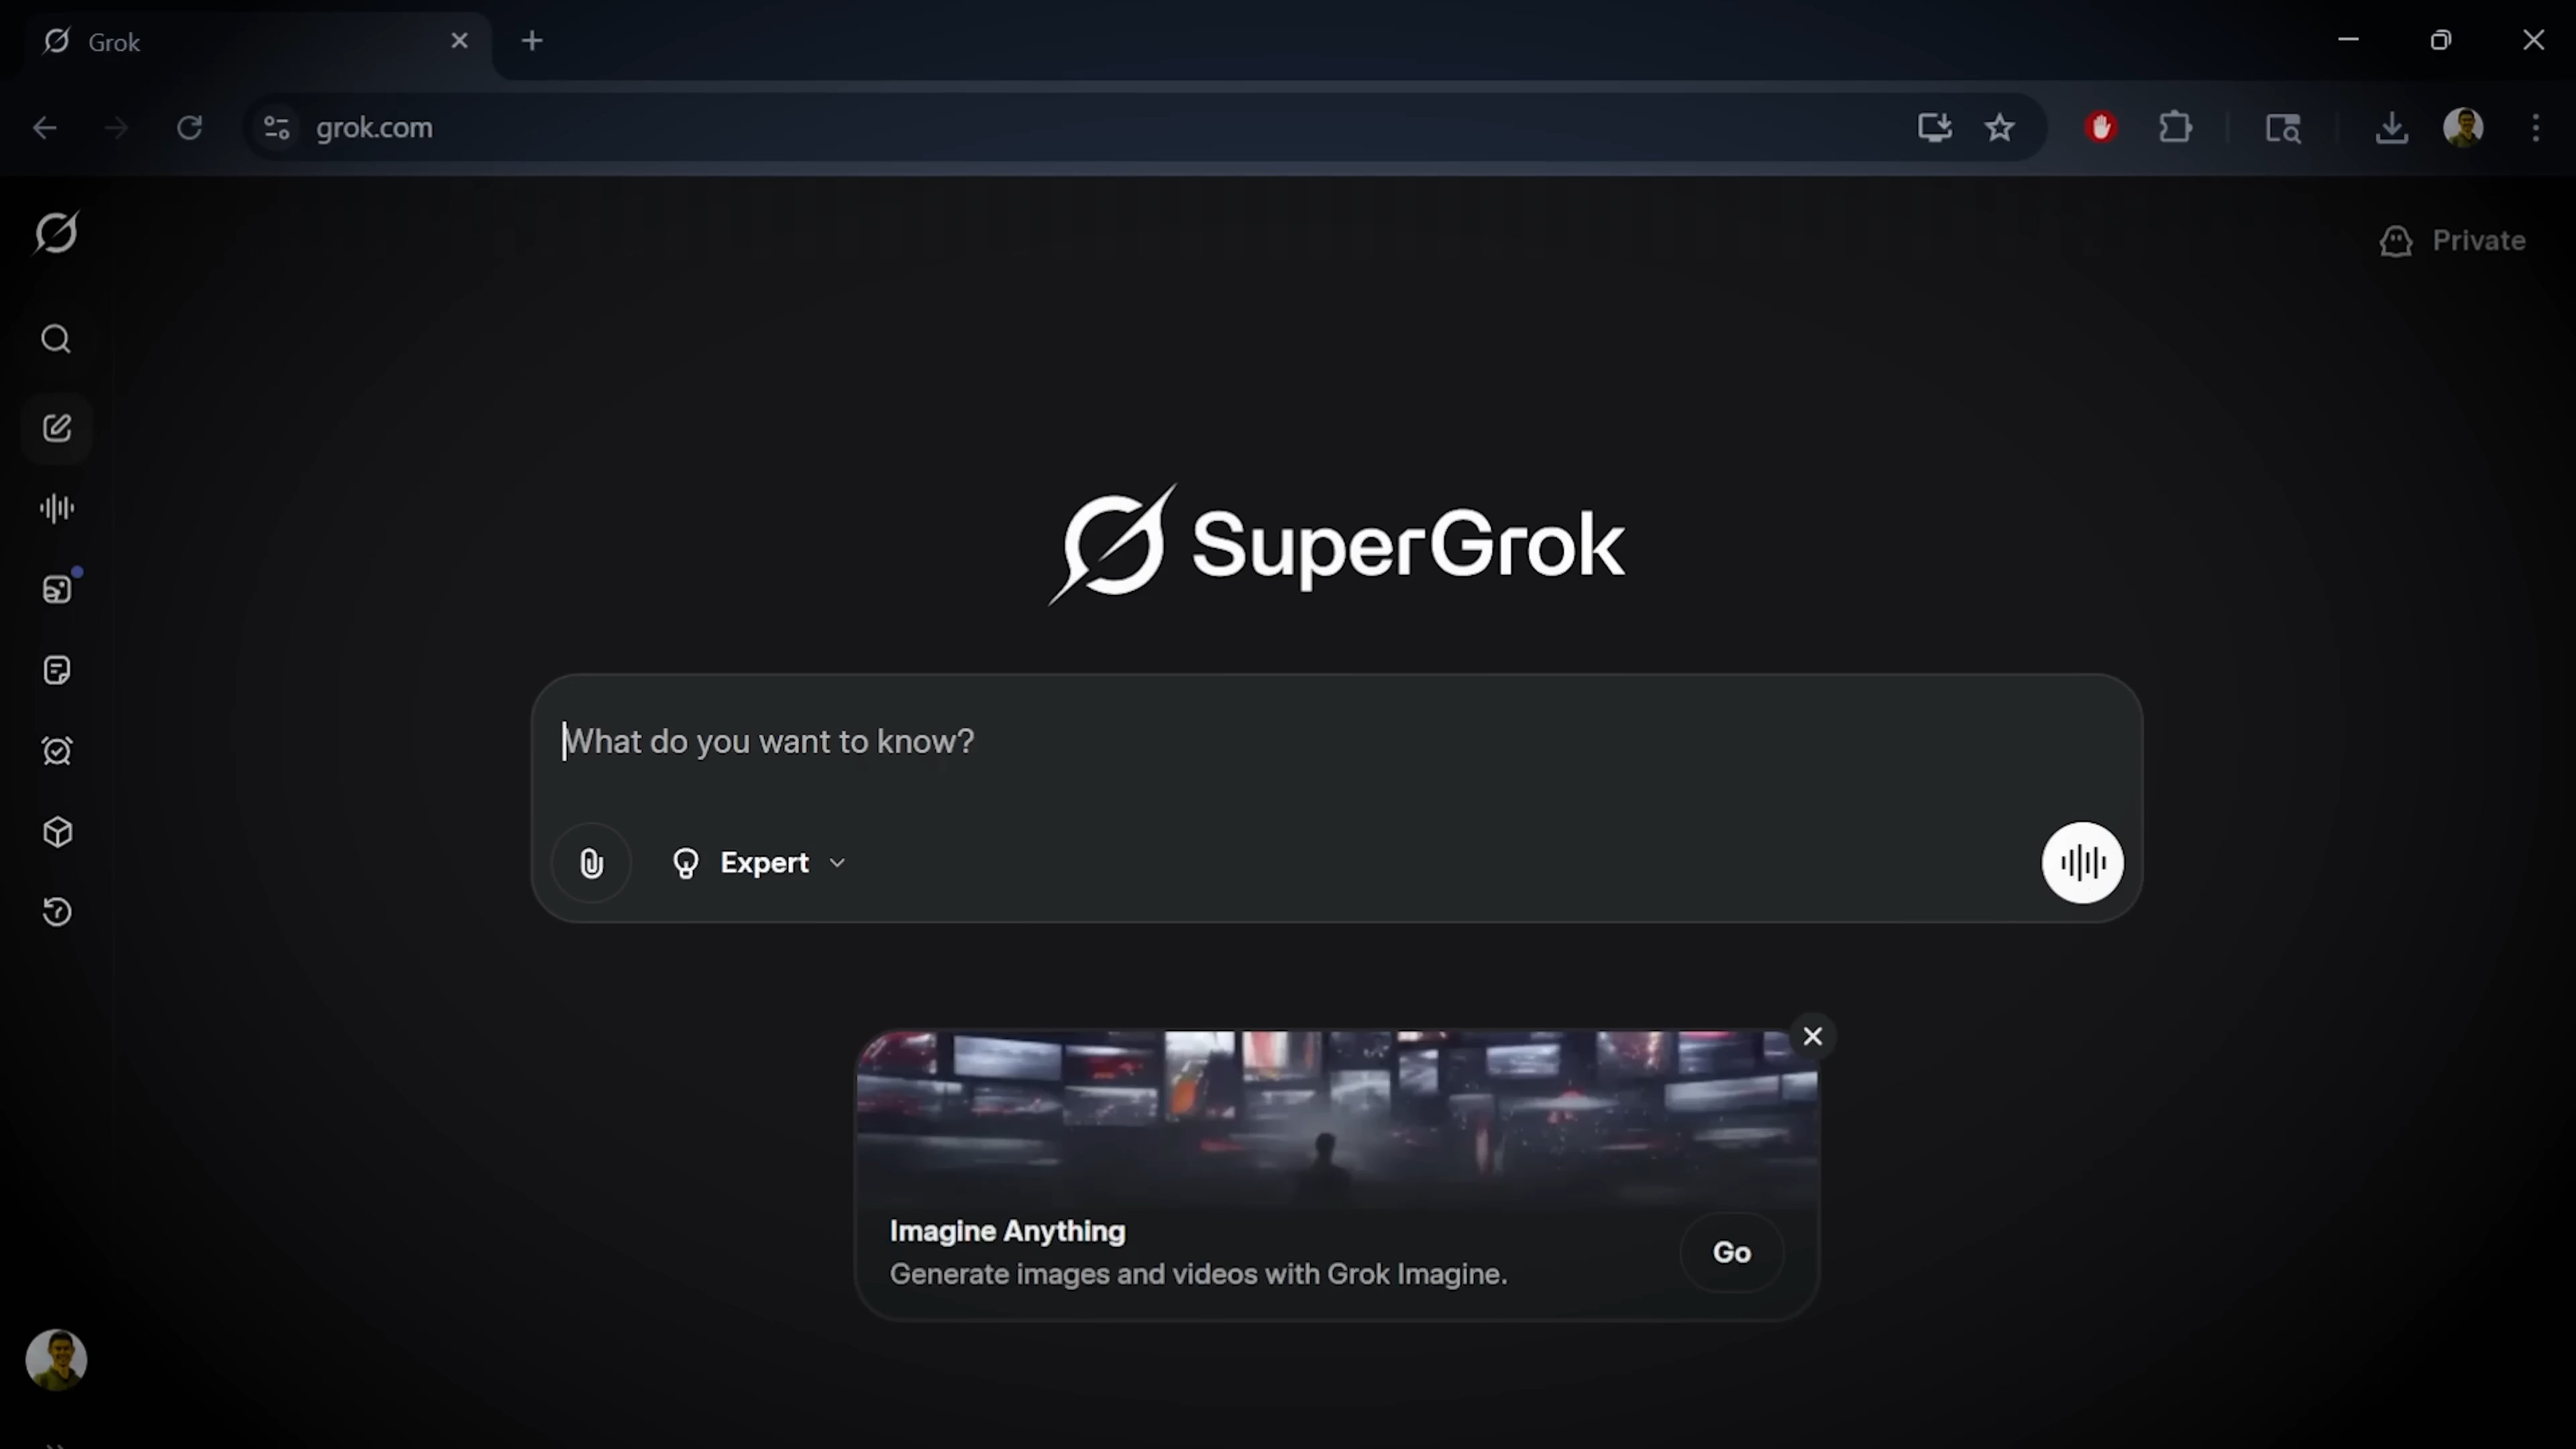 Grok
grok.com
Private
SuperGrok
What do you want to know?
Expert
Imagine Anything
Generate images and videos with Grok Imagine.
Go